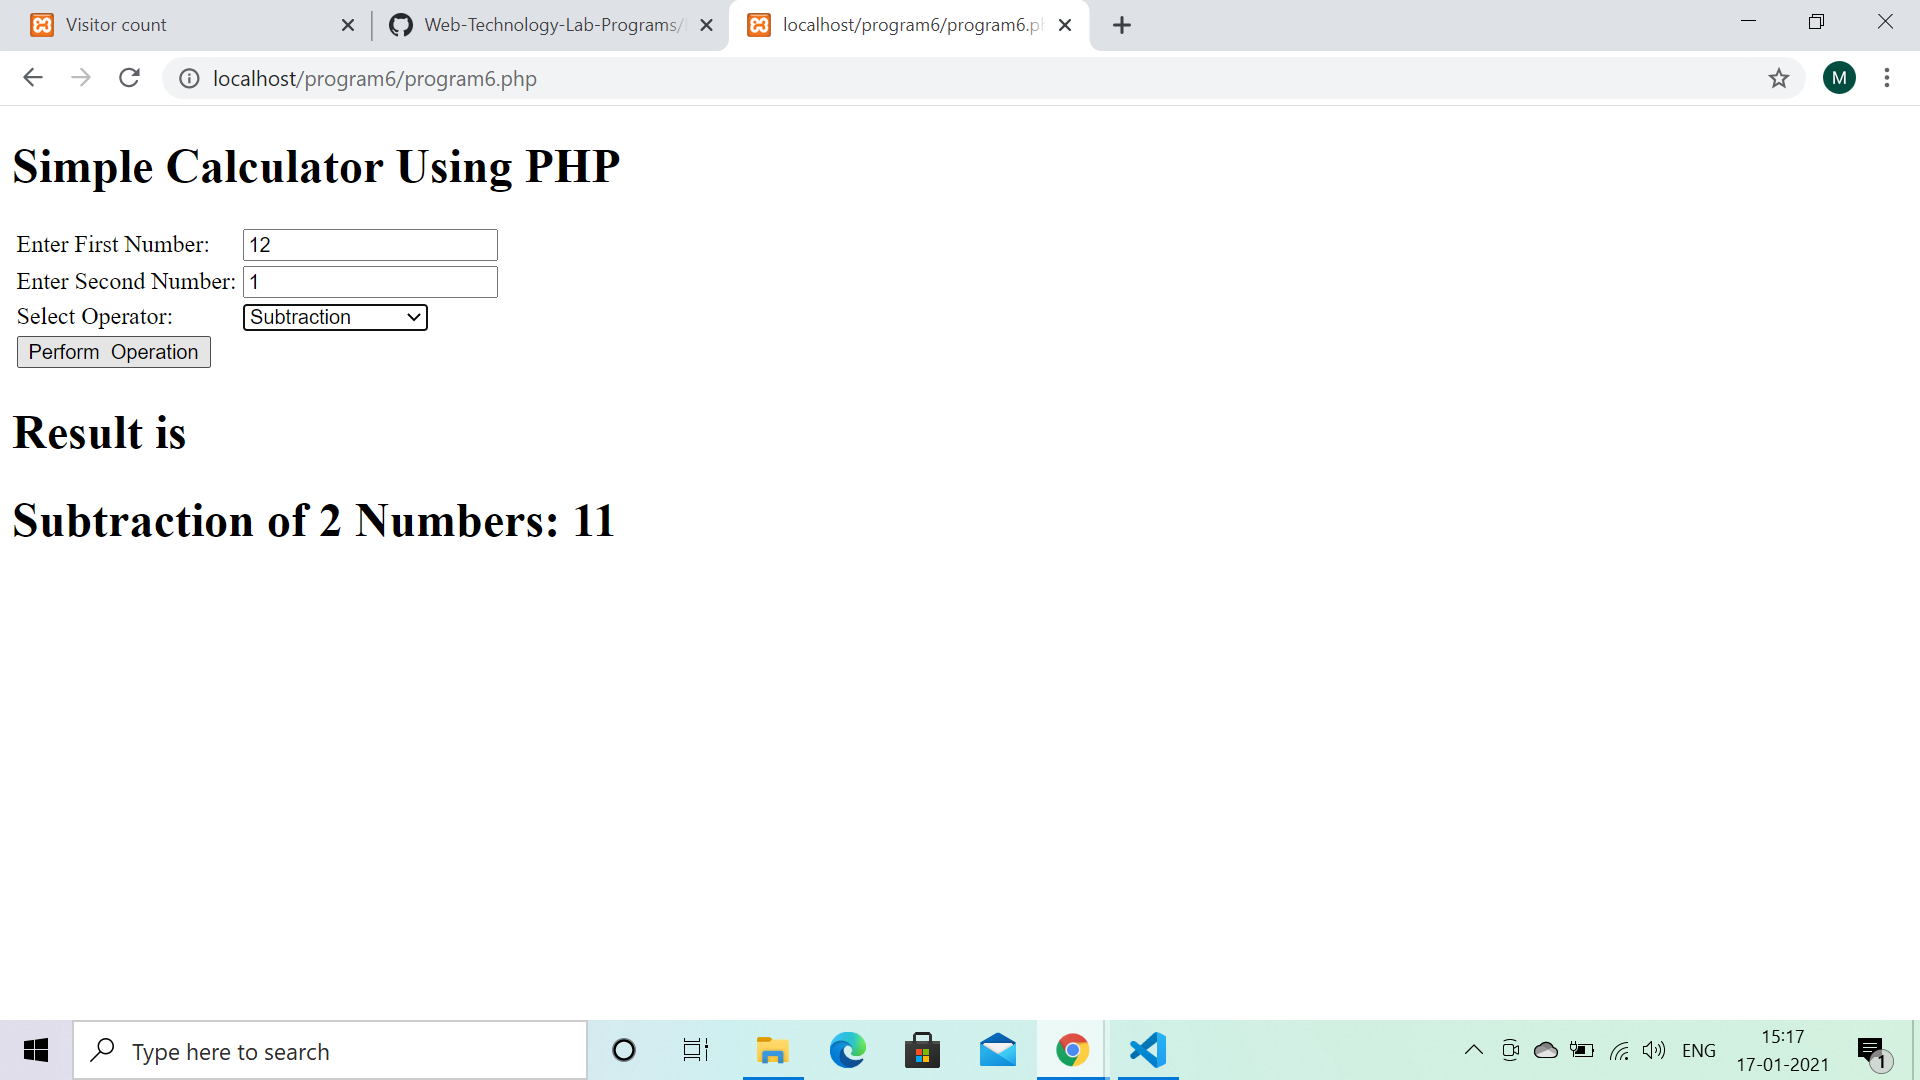 Visitor count
Web-Technology-Lab-Programs/
localhost/program6/program6.ph
localhost/program6/program6.php
M
Simple Calculator Using PHP
Enter First Number: 12
Enter Second Number: 1
Select Operator: Subtraction
Perform  Operation
Result is
Subtraction of 2 Numbers: 11
Type here to search
ENG
15:17
17-01-2021
1